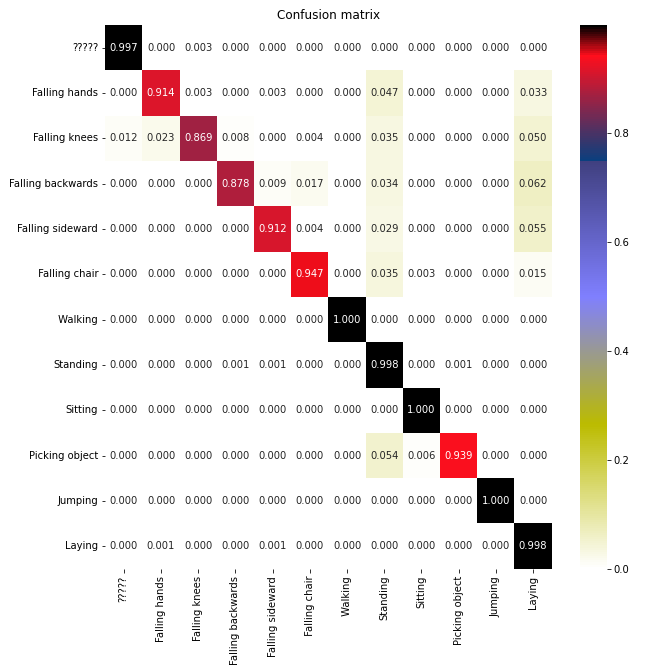 Confusion matrix
????? 0.997 0.000 0.003 0.000 0.000 0.000 0.000 0.000 0.000 0.000 0.000 0.000
Falling hands 0.000 0.914 0.003 0.000 0.003 0.000 0.000 0.047 0.000 0.000 0.000 0.033
Falling knees 0.012 0.023 0.869 0.008 0.000 0.004 0.000 0.035 0.000 0.000 0.000 0.050
Falling backwards 0.000 0.000 0.000 0.878 0.009 0.017 0.000 0.034 0.000 0.000 0.000 0.062
Falling sideward 0.000 0.000 0.000 0.000 0.912 0.004 0.000 0.029 0.000 0.000 0.000 0.055
Falling chair 0.000 0.000 0.000 0.000 0.000 0.947 0.000 0.035 0.003 0.000 0.000 0.015
Walking 0.000 0.000 0.000 0.000 0.000 0.000 1.000 0.000 0.000 0.000 0.000 0.000
Standing 0.000 0.000 0.000 0.001 0.001 0.000 0.000 0.998 0.000 0.001 0.000 0.000
Sitting 0.000 0.000 0.000 0.000 0.000 0.000 0.000 0.000 1.000 0.000 0.000 0.000
Picking object 0.000 0.000 0.000 0.000 0.000 0.000 0.000 0.054 0.006 0.939 0.000 0.000
Jumping 0.000 0.000 0.000 0.000 0.000 0.000 0.000 0.000 0.000 0.000 1.000 0.000
Laying 0.000 0.001 0.000 0.000 0.001 0.000 0.000 0.000 0.000 0.000 0.000 0.998
?????
Falling hands
Falling knees
Falling backwards
Falling sideward
Falling chair
Walking
Standing
Sitting
Picking object
Jumping
Laying
0.8
0.6
0.4
0.2
0.0